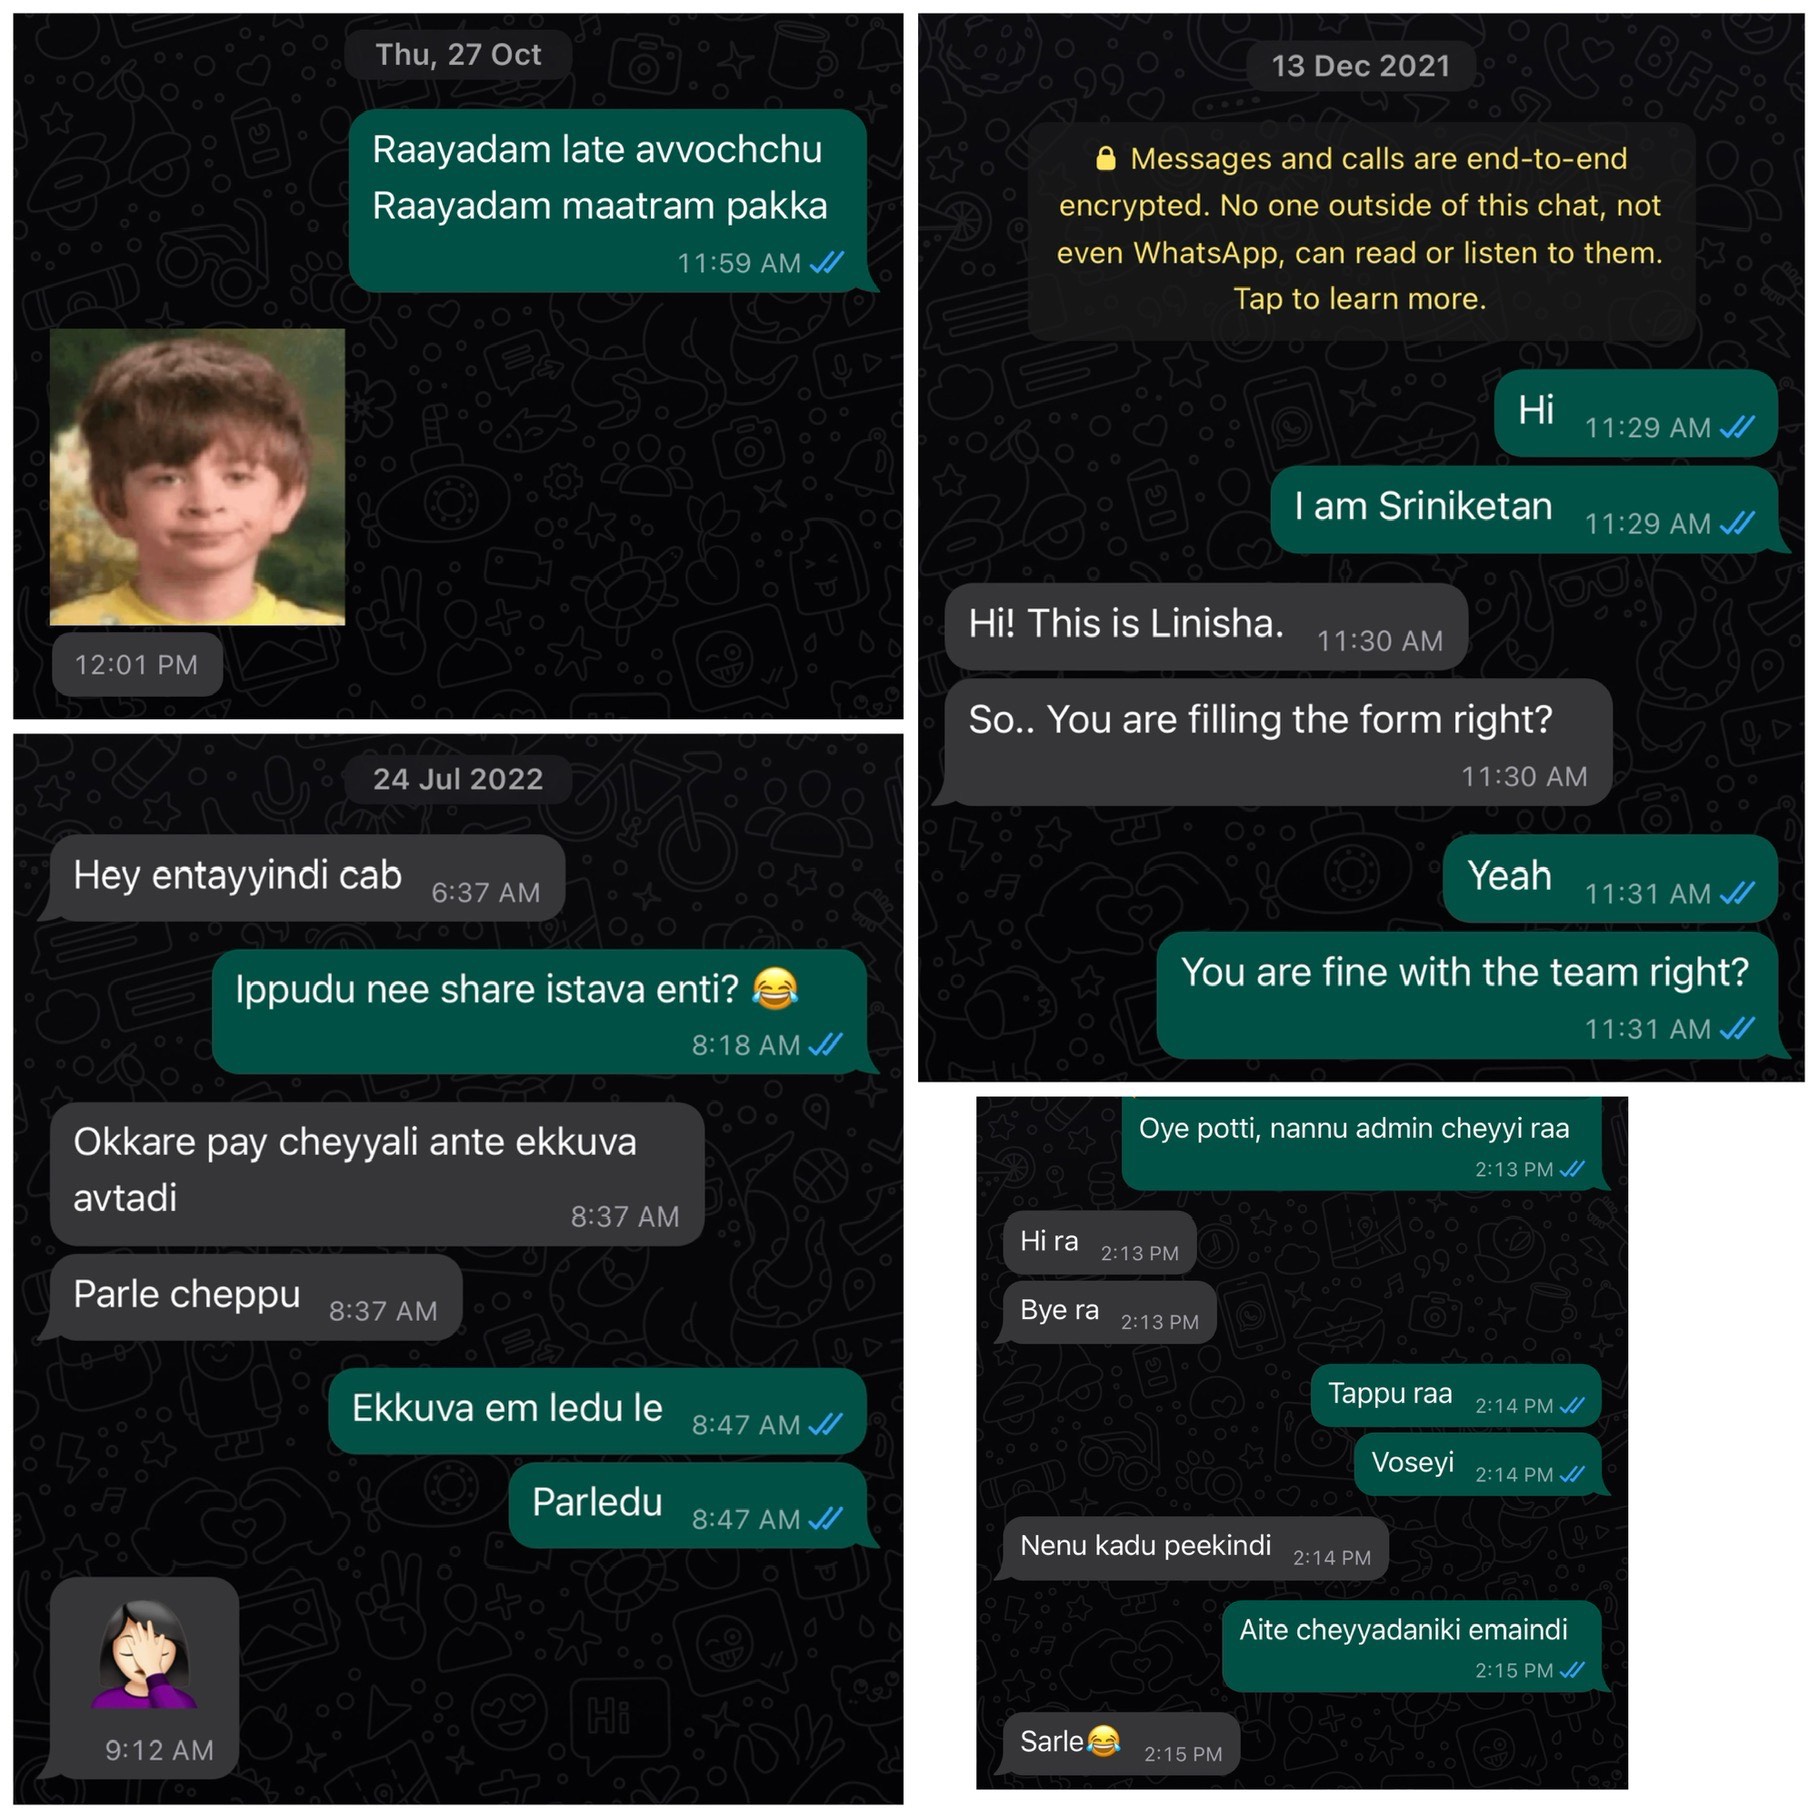 Thu, 27 Oct
Raayadam late avvochchu
Raayadam maatram pakka
11:59 AM
12:01 PM
24 Jul 2022
Hey entayyindi cab 6:37 AM
Ippudu nee share istava enti? 😂
8:18 AM
Okkare pay cheyyali ante ekkuva
avtadi 8:37 AM
Parle cheppu 8:37 AM
Ekkuva em ledu le 8:47 AM
Parledu 8:47 AM
9:12 AM
13 Dec 2021
Messages and calls are end-to-end
encrypted. No one outside of this chat, not
even WhatsApp, can read or listen to them.
Tap to learn more.
Hi 11:29 AM
I am Sriniketan 11:29 AM
Hi! This is Linisha. 11:30 AM
So.. You are filling the form right?
11:30 AM
Yeah 11:31 AM
You are fine with the team right?
11:31 AM
Oye potti, nannu admin cheyyi raa
2:13 PM
Hi ra 2:13 PM
Bye ra 2:13 PM
Tappu raa 2:14 PM
Voseyi 2:14 PM
Nenu kadu peekindi 2:14 PM
Aite cheyyadaniki emaindi
2:15 PM
Sarle😂 2:15 PM